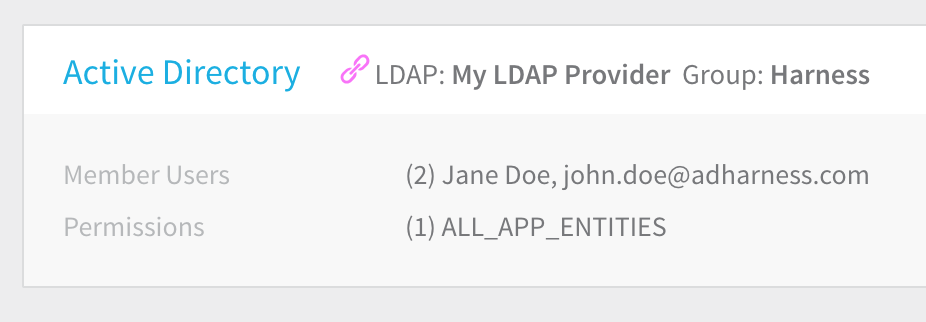 Active Directory LDAP: My LDAP Provider Group: Harness
Member Users (2) Jane Doe, john.doe@adharness.com
Permissions (1) ALL_APP_ENTITIES